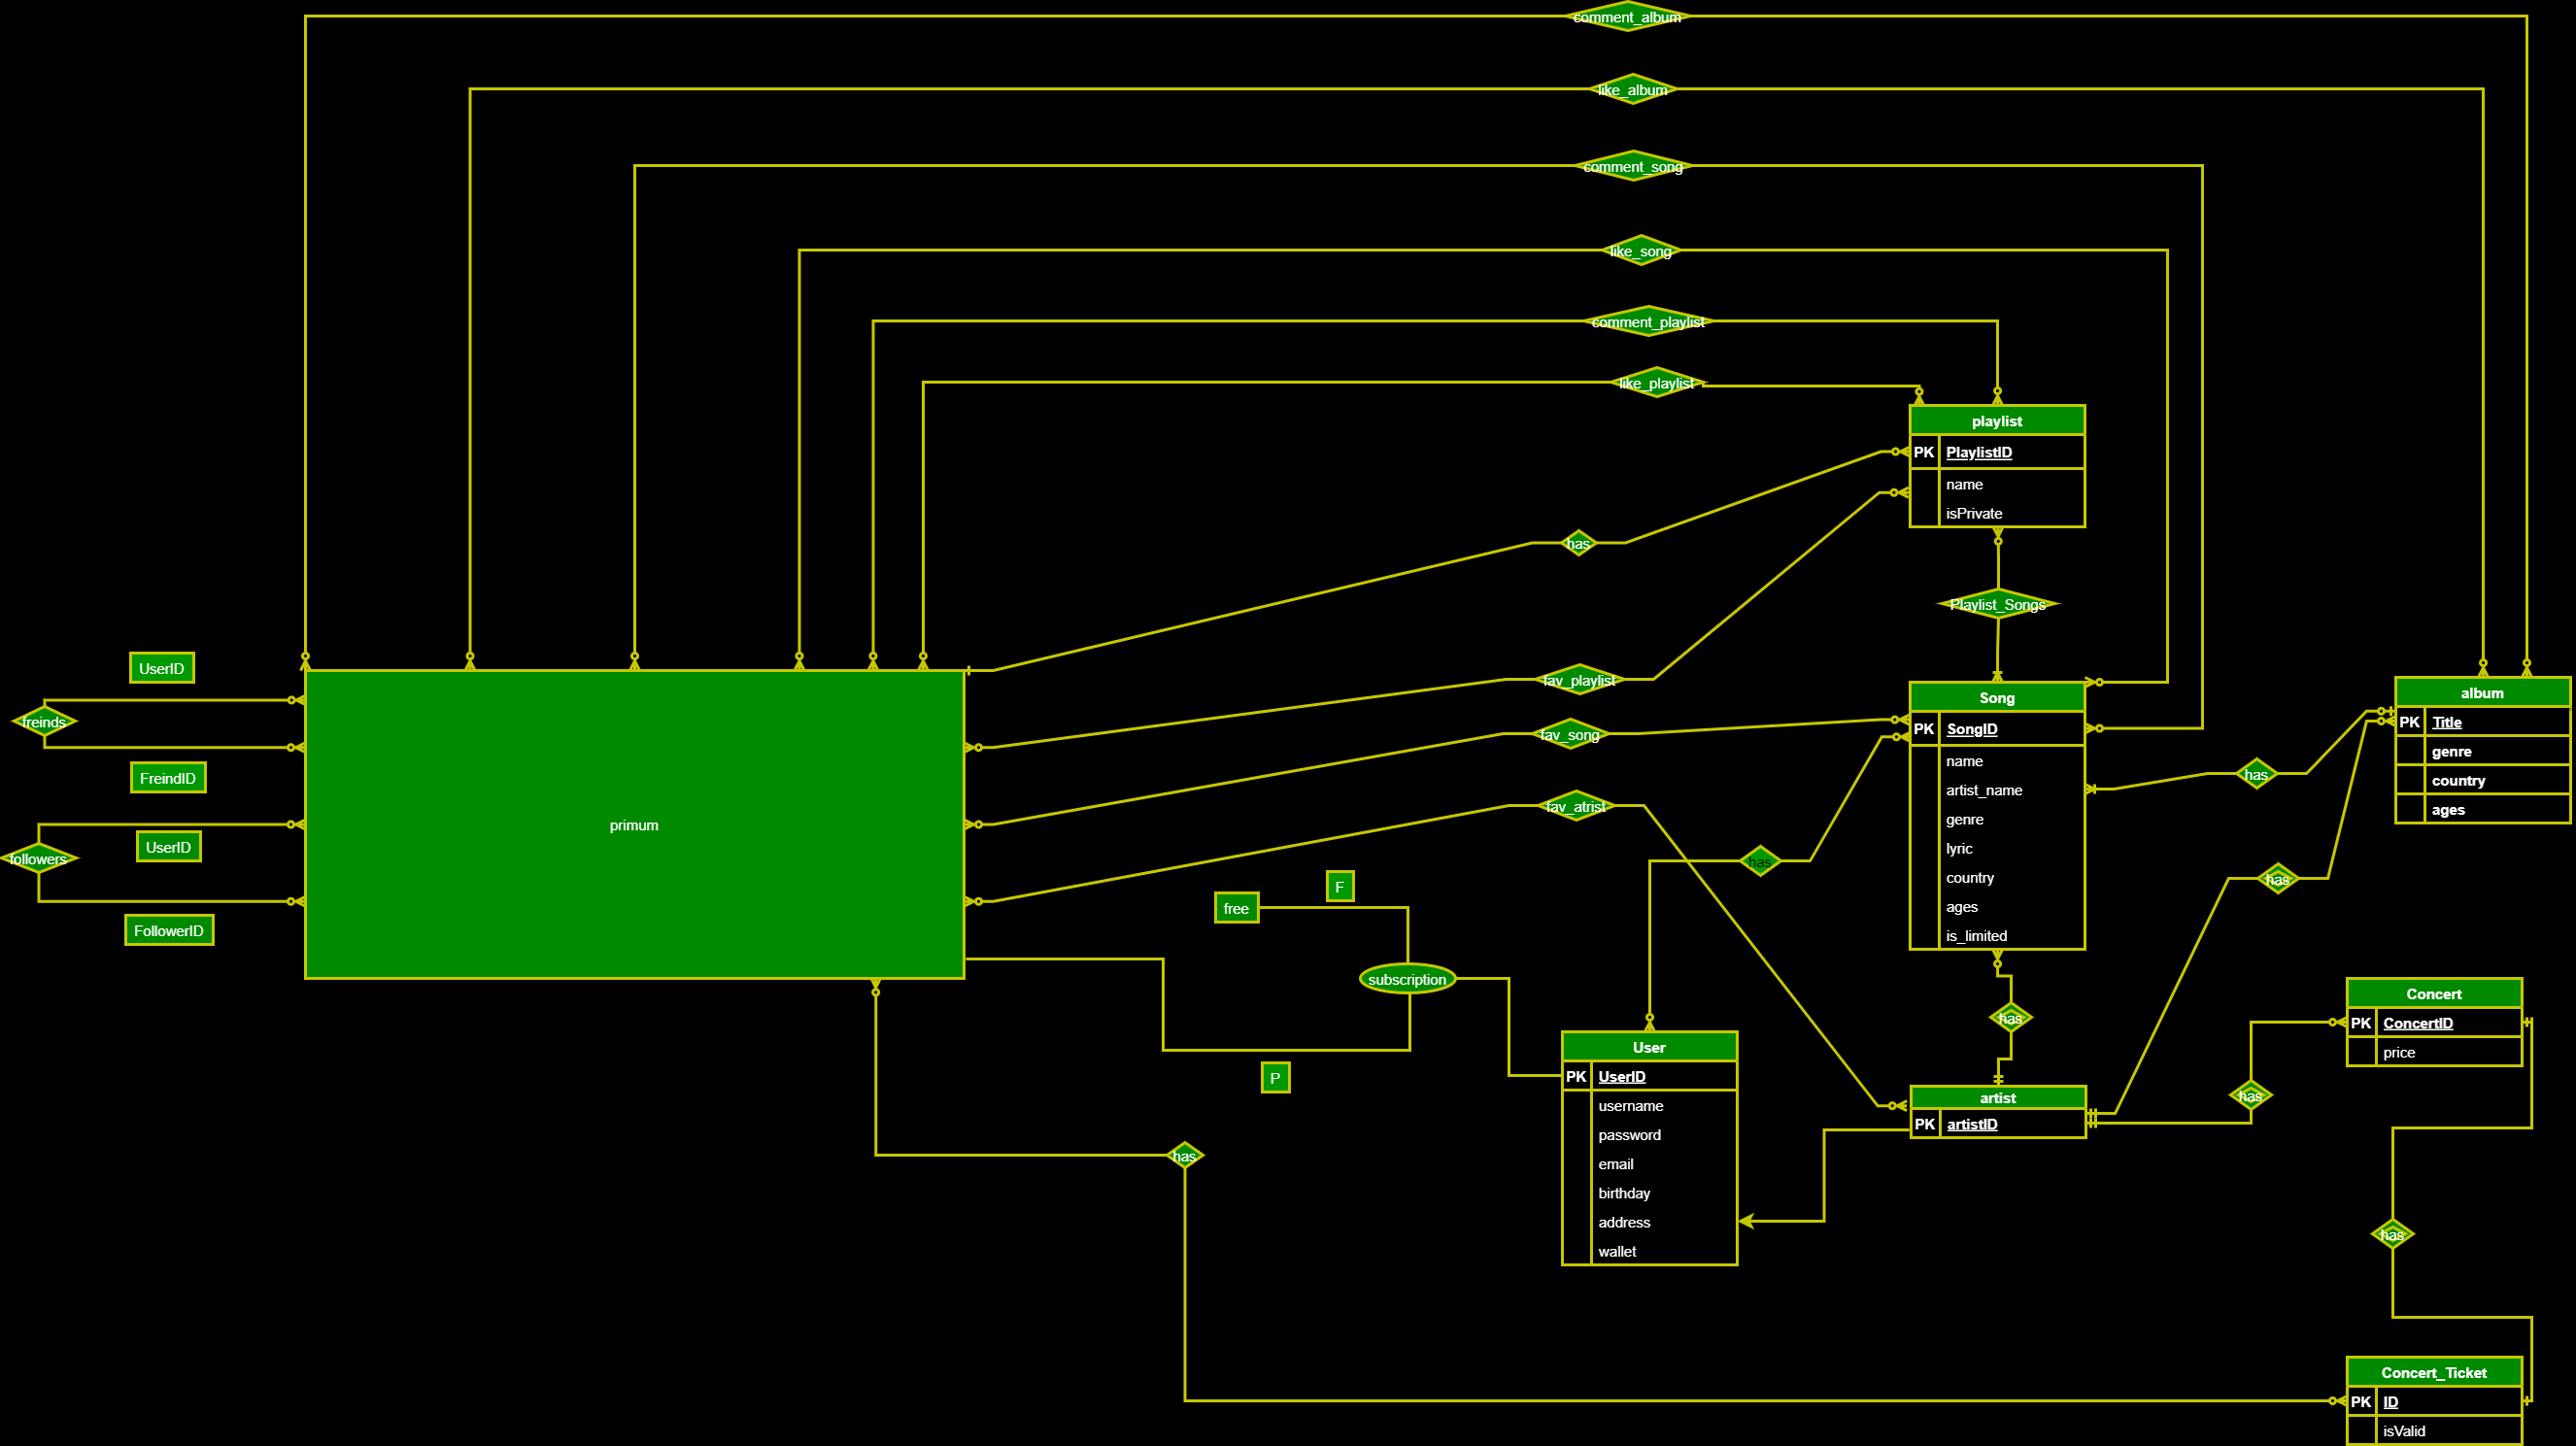 comment_album
like_album
comment_song
like_song
comment_playlist
like_playlist
playlist
PK PlaylistID
name
isPrivate
has
Playlist_Songs
UserID
freinds
FreindID
UserID
followers
FollowerID
primum
fav_playlist
fav_song
fav_atrist
has
Song
PK SongID
name
artist_name
genre
lyric
country
ages
is_limited
album
PK Title
genre
country
ages
has
has
F
free
subscription
P
has
User
PK UserID
username
password
email
birthday
address
wallet
has
artist
PK artistID
Concert
PK ConcertID
price
has
has
has
Concert_Ticket
PK ID
isValid